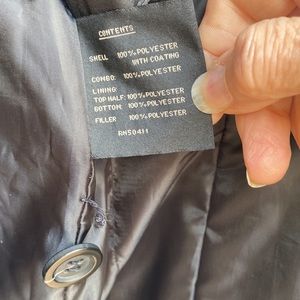 CONTENTS
SHELL 100% POLYESTER
WITH COATING
COMBO: 100% POLYESTER
LINING:
TOP HALF: 100% POLYESTER
BOTTOM: 100% POLYESTER
FILLER 100% POLYESTER
RN50411